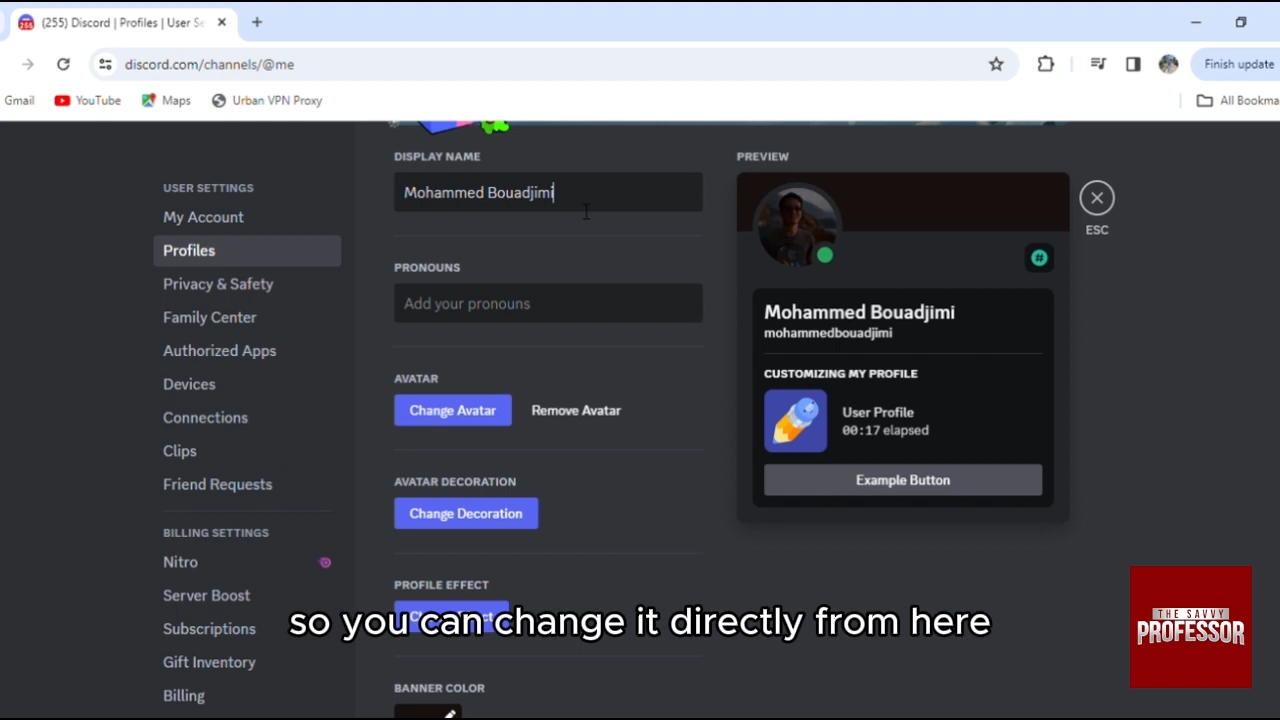 (255) Discord | Profiles | User Se
discord.com/channels/@me
Finish update
Gmail
YouTube
Maps
Urban VPN Proxy
All Bookma
USER SETTINGS
My Account
Profiles
Privacy & Safety
Family Center
Authorized Apps
Devices
Connections
Clips
Friend Requests
BILLING SETTINGS
Nitro
Server Boost
Subscriptions
Gift Inventory
Billing
DISPLAY NAME
Mohammed Bouadjimi
PRONOUNS
Add your pronouns
AVATAR
Change Avatar
Remove Avatar
AVATAR DECORATION
Change Decoration
PROFILE EFFECT
BANNER COLOR
PREVIEW
Mohammed Bouadjimi
mohammedbouadjimi
CUSTOMIZING MY PROFILE
User Profile
00:17 elapsed
Example Button
ESC
so you can change it directly from here
THE SAVVY
PROFESSOR